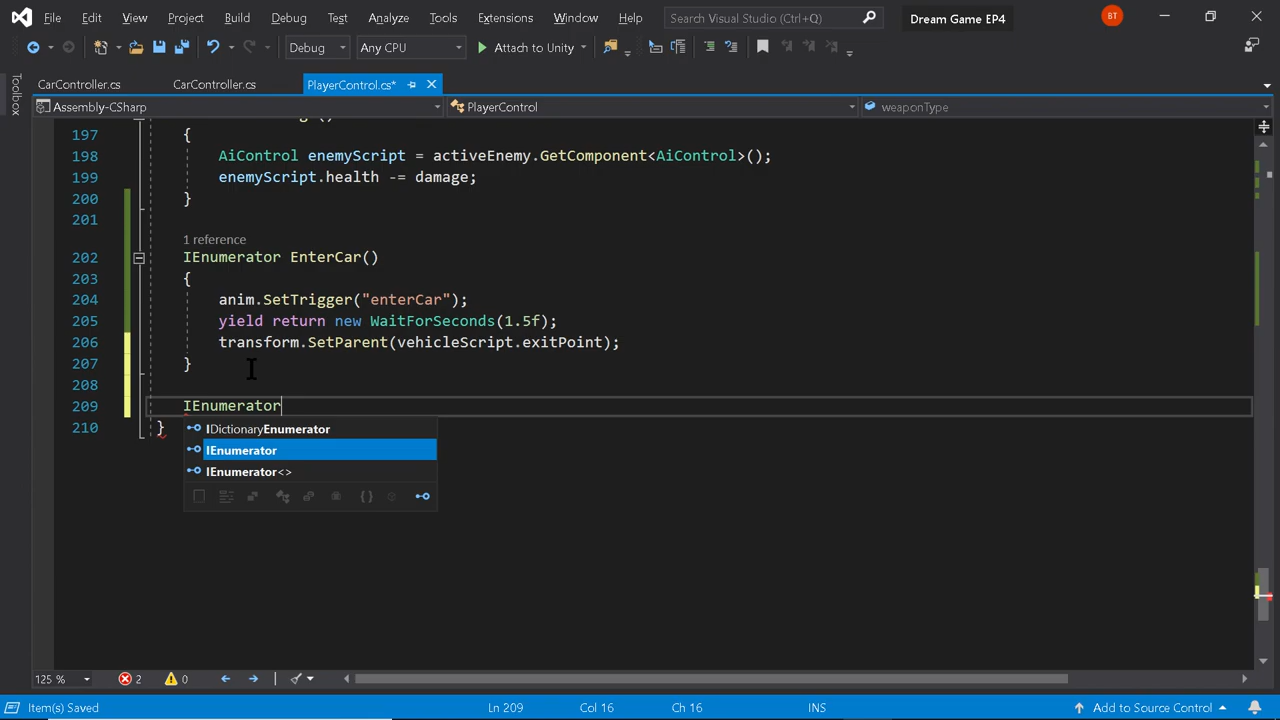 File Edit View Project Build Debug Test Analyze Tools Extensions Window Help Search Visual Studio (Ctrl+Q) Dream Game EP4 BT
Debug Any CPU Attach to Unity
CarController.cs CarController.cs PlayerControl.cs*
Toolbox
Assembly-CSharp PlayerControl weaponType
197 {
198 AiControl enemyScript = activeEnemy.GetComponent<AiControl>();
199 enemyScript.health -= damage;
200 }
201
1 reference
202 IEnumerator EnterCar()
203 {
204 anim.SetTrigger("enterCar");
205 yield return new WaitForSeconds(1.5f);
206 transform.SetParent(vehicleScript.exitPoint);
207 }
208
209 IEnumerator
210 }
IDictionaryEnumerator
IEnumerator
IEnumerator<>
125 % 2 0
Item(s) Saved Ln 209 Col 16 Ch 16 INS Add to Source Control